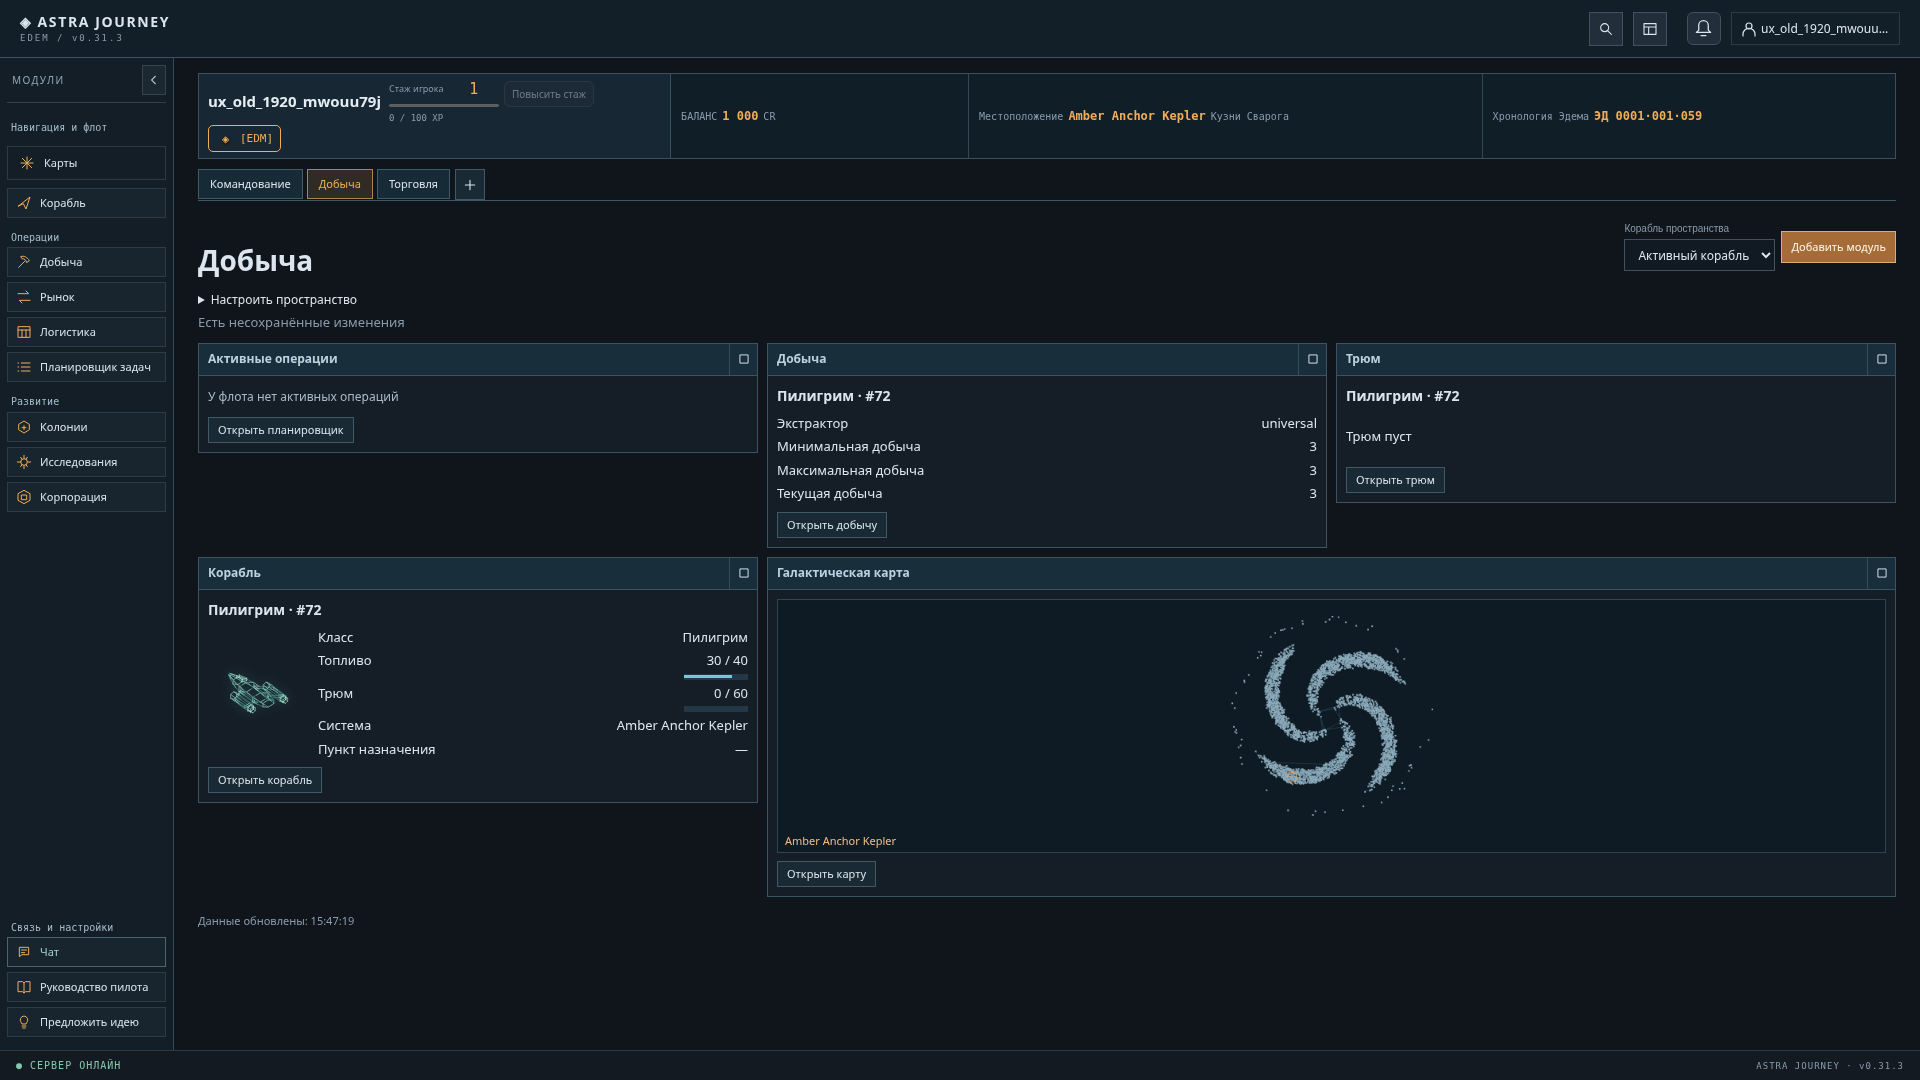 ◈ ASTRA JOURNEY
EDEM / v0.31.3
ux_old_1920_mwouu...
МОДУЛИ
Навигация и флот
Карты
Корабль
Операции
Добыча
Рынок
Логистика
Планировщик задач
Развитие
Колонии
Исследования
Корпорация
Связь и настройки
Чат
Руководство пилота
Предложить идею
ux_old_1920_mwouu79j
Стаж игрока 1
0 / 100 XP
Повысить стаж
◈ [EDM]
БАЛАНС 1 000 CR
Местоположение Amber Anchor Kepler Кузни Сварога
Хронология Эдема ЭД 0001·001·059
Командование
Добыча
Торговля
+
Добыча
Корабль пространства
Активный корабль
Добавить модуль
▶ Настроить пространство
Есть несохранённые изменения
Активные операции
У флота нет активных операций
Открыть планировщик
Добыча
Пилигрим · #72
Экстрактор universal
Минимальная добыча 3
Максимальная добыча 3
Текущая добыча 3
Открыть добычу
Трюм
Пилигрим · #72
Трюм пуст
Открыть трюм
Корабль
Пилигрим · #72
Класс Пилигрим
Топливо 30 / 40
Трюм 0 / 60
Система Amber Anchor Kepler
Пункт назначения —
Открыть корабль
Галактическая карта
Amber Anchor Kepler
Открыть карту
Данные обновлены: 15:47:19
● СЕРВЕР ОНЛАЙН
ASTRA JOURNEY · v0.31.3